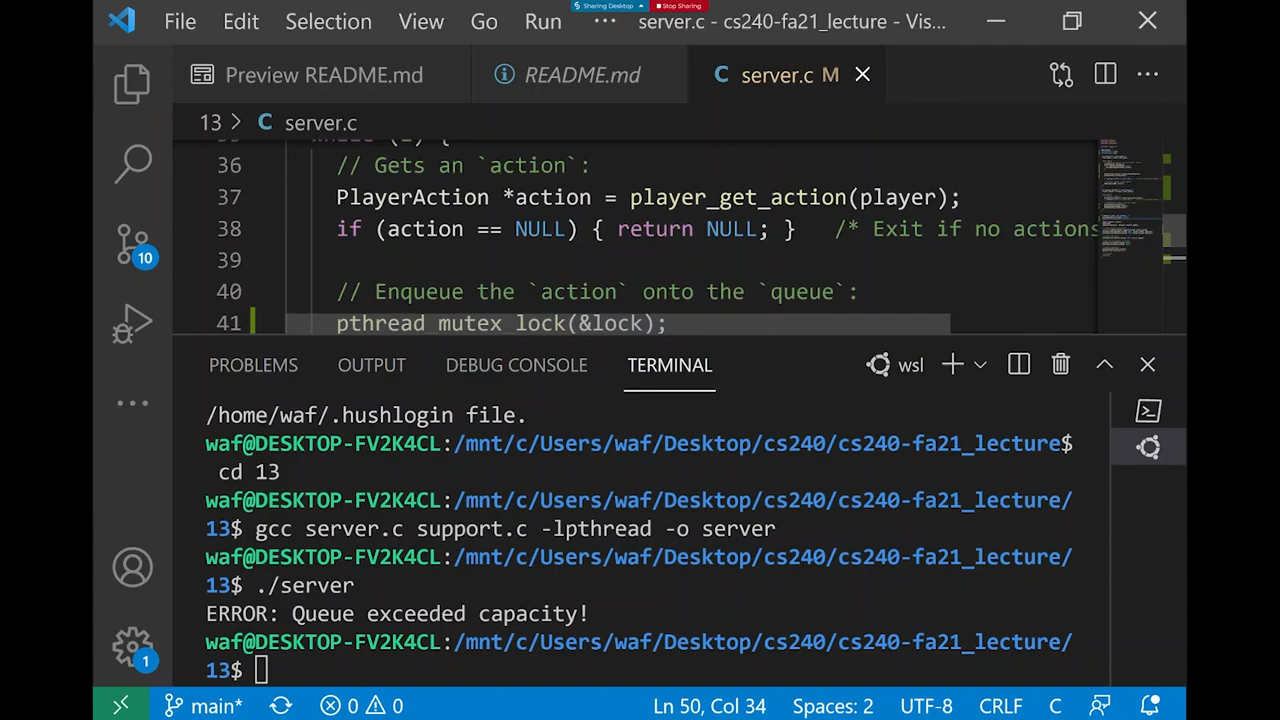 Sharing Desktop Stop Sharing
File Edit Selection View Go Run ··· server.c - cs240-fa21_lecture - Vis...
Preview README.md README.md server.c M
13 > C server.c
36 // Gets an `action`:
37 PlayerAction *action = player_get_action(player);
38 if (action == NULL) { return NULL; } /* Exit if no actions
39
40 // Enqueue the `action` onto the `queue`:
41 pthread_mutex_lock(&lock);
PROBLEMS OUTPUT DEBUG CONSOLE TERMINAL wsl
/home/waf/.hushlogin file.
waf@DESKTOP-FV2K4CL:/mnt/c/Users/waf/Desktop/cs240/cs240-fa21_lecture$
cd 13
waf@DESKTOP-FV2K4CL:/mnt/c/Users/waf/Desktop/cs240/cs240-fa21_lecture/
13$ gcc server.c support.c -lpthread -o server
waf@DESKTOP-FV2K4CL:/mnt/c/Users/waf/Desktop/cs240/cs240-fa21_lecture/
13$ ./server
ERROR: Queue exceeded capacity!
waf@DESKTOP-FV2K4CL:/mnt/c/Users/waf/Desktop/cs240/cs240-fa21_lecture/
13$
10
1
main* 0 0 Ln 50, Col 34 Spaces: 2 UTF-8 CRLF C